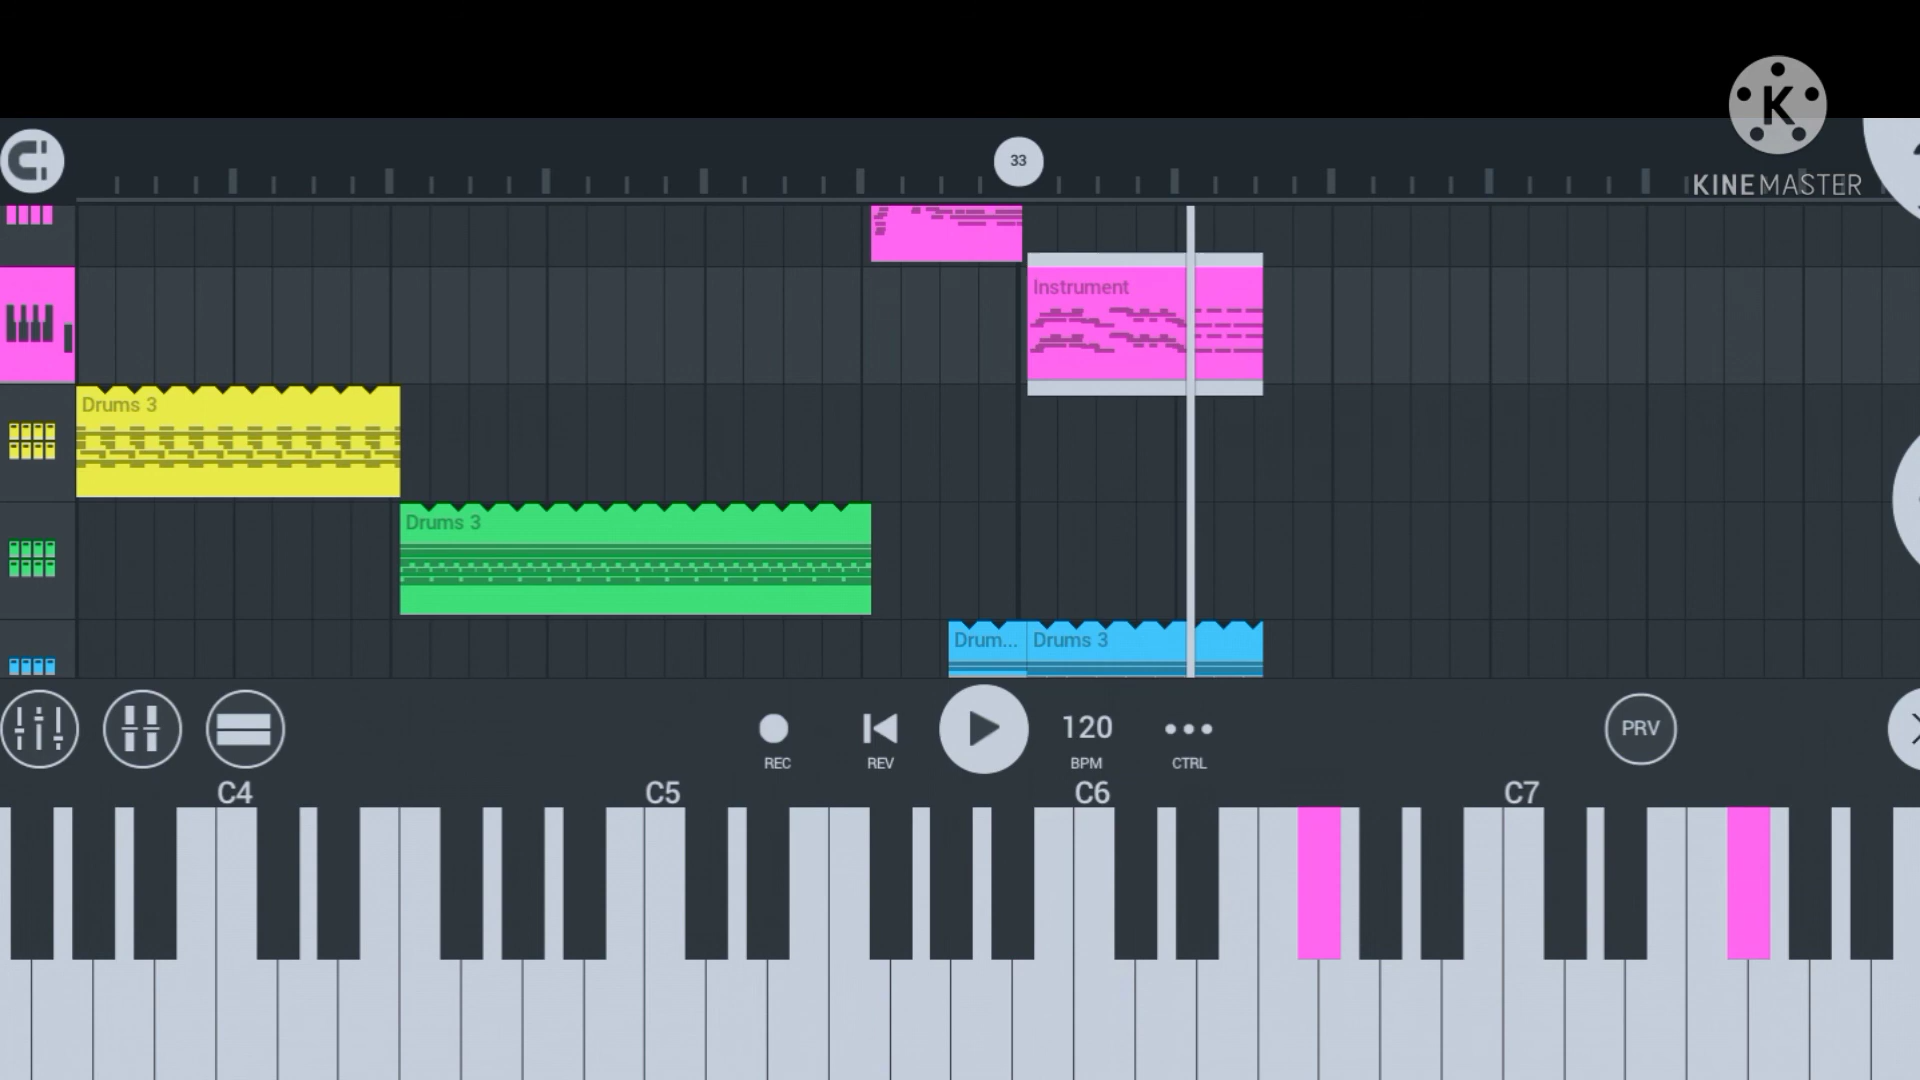 K
KINEMASTER
33
Instrument
Drums 3
Drums 3
Drum... Drums 3
120
BPM
REC
REV
CTRL
PRV
C4 C5 C6 C7